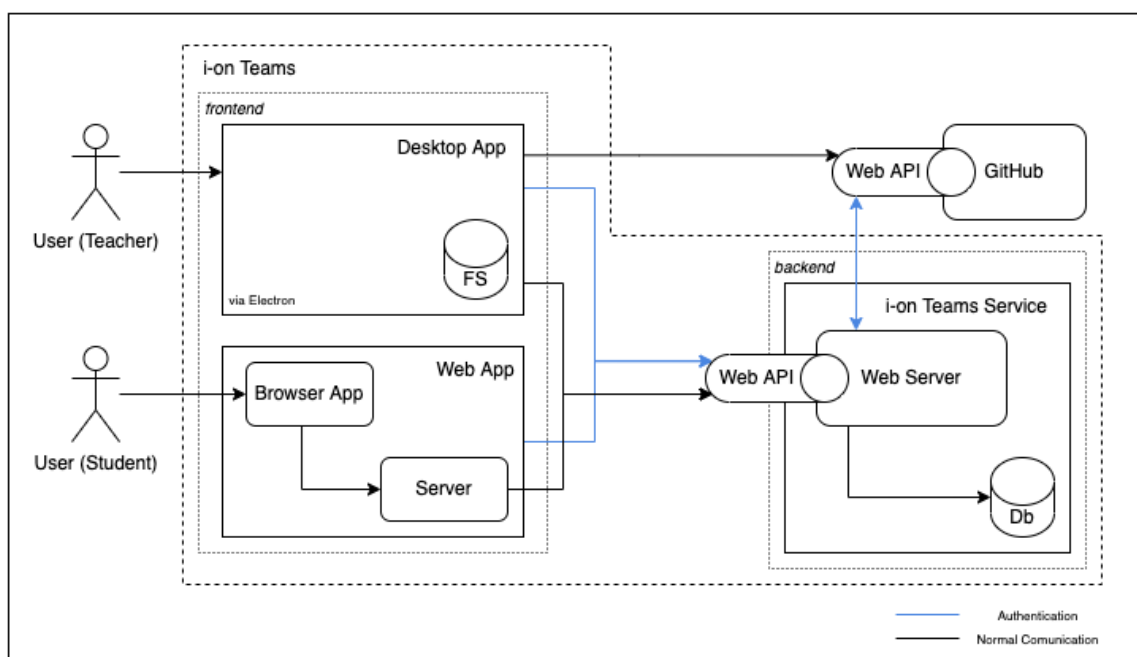 i-on Teams
frontend
Desktop App
Web API
GitHub
User (Teacher)
FS
via Electron
backend
i-on Teams Service
Web App
Browser App
Web API
Web Server
User (Student)
Server
Db
Authentication
Normal Comunication